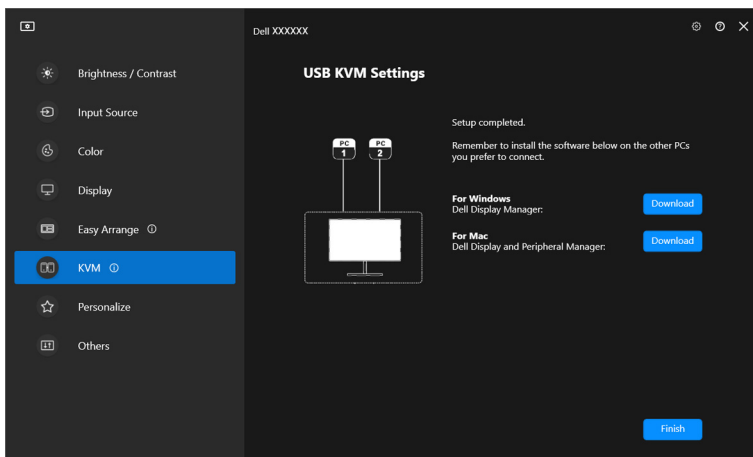 Dell XXXXXX
Brightness / Contrast
Input Source
Color
Display
Easy Arrange
KVM
Personalize
Others
USB KVM Settings
PC
1
PC
2
Setup completed.
Remember to install the software below on the other PCs
you prefer to connect.
For Windows
Dell Display Manager:
Download
For Mac
Dell Display and Peripheral Manager:
Download
Finish